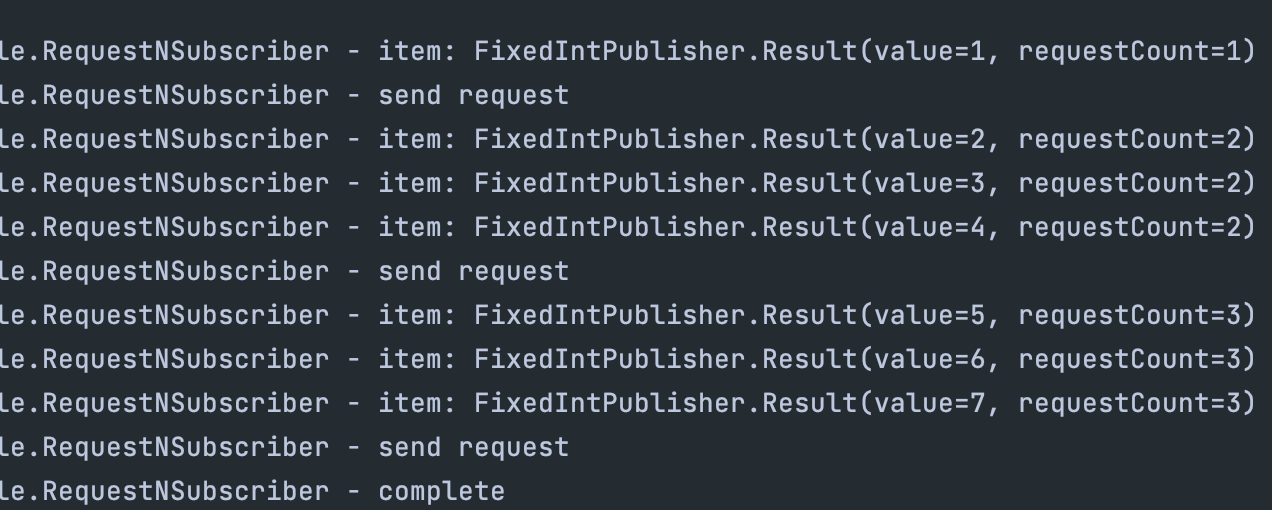 le.RequestNSubscriber - item: FixedIntPublisher.Result(value=1, requestCount=1)
le.RequestNSubscriber - send request
le.RequestNSubscriber - item: FixedIntPublisher.Result(value=2, requestCount=2)
le.RequestNSubscriber - item: FixedIntPublisher.Result(value=3, requestCount=2)
le.RequestNSubscriber - item: FixedIntPublisher.Result(value=4, requestCount=2)
le.RequestNSubscriber - send request
le.RequestNSubscriber - item: FixedIntPublisher.Result(value=5, requestCount=3)
le.RequestNSubscriber - item: FixedIntPublisher.Result(value=6, requestCount=3)
le.RequestNSubscriber - item: FixedIntPublisher.Result(value=7, requestCount=3)
le.RequestNSubscriber - send request
le.RequestNSubscriber - complete